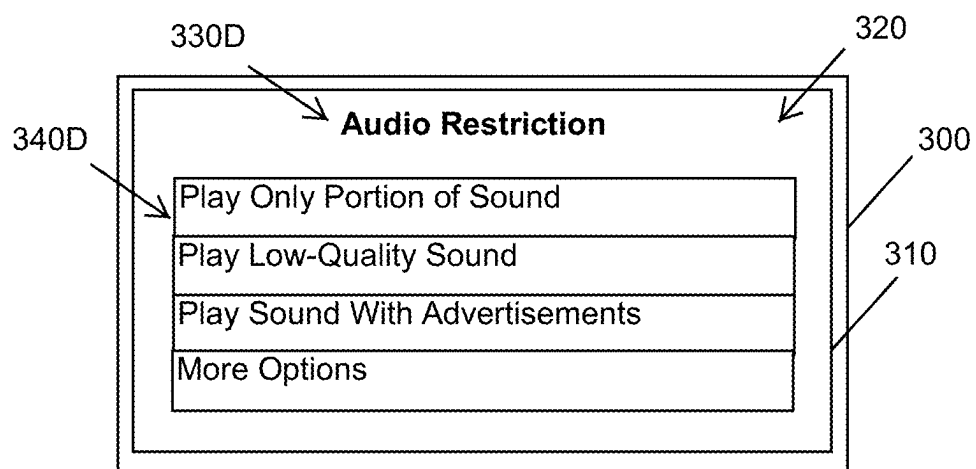 330D
320
Audio Restriction
340D
300
Play Only Portion of Sound
Play Low-Quality Sound
310
Play Sound With Advertisements
More Options